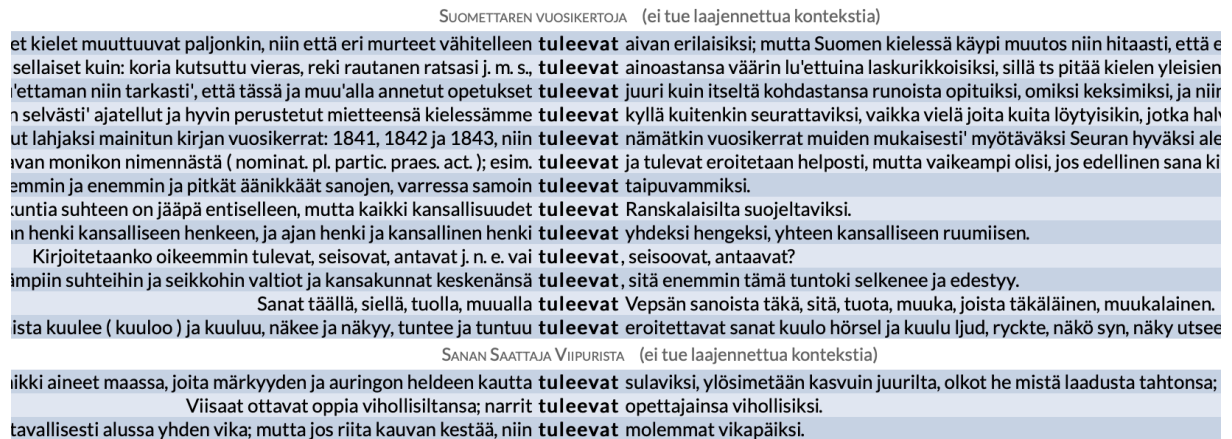 SUOMETTAREN VUOSIKERTOJA (ei tue laajennettua kontekstia)
et kielet muuttuuvat paljonkin, niin että eri murteet vähitelleen tuleevat aivan erilaisiksi; mutta Suomen kielessä käypi muutos niin hitaasti, että e
sellaiset kuin: koria kutsuttu vieras, reki rautanen ratsasi j. m. s., tuleevat ainoastansa väärin lu'ettuina laskurikkoisiksi, sillä ts pitää kielen yleisien
'ettaman niin tarkasti', että tässä ja muu'alla annetut opetukset tuleevat juuri kuin itseltä kohdastansa runoista opituiksi, omiksi keksimiksi, ja niin
n selvästi' ajatellut ja hyvin perustetut mietteensä kielessämme tuleevat kyllä kuitenkin seurattaviksi, vaikka vielä joita kuita löytyisikin, jotka halv
ut lahjaksi mainitun kirjan vuosikerrat: 1841, 1842 ja 1843, niin tuleevat nämätkin vuosikerrat muiden mukaisesti' myötäväksi Seuran hyväksi ale
avan monikon nimennästä ( nominat. pl. partic. praes. act. ); esim. tuleevat ja tulevat eroitetaan helposti, mutta vaikeampi olisi, jos edellinen sana ki
emmin ja enemmin ja pitkät äänikkäät sanojen, varressa samoin tuleevat taipuvammiksi.
kuntia suhteen on jääpä entiselleen, mutta kaikki kansallisuudet tuleevat Ranskalaisilta suojeltaviksi.
n henki kansalliseen henkeen, ja ajan henki ja kansallinen henki tuleevat yhdeksi hengeksi, yhteen kansalliseen ruumiisen.
Kirjoitetaanko oikeemmin tulevat, seisovat, antavat j. n. e. vai tuleevat , seisoovat, antaavat?
ämpiin suhteihin ja seikkohin valtiot ja kansakunnat keskenänsä tuleevat , sitä enemmin tämä tuntoki selkenee ja edestyy.
Sanat täällä, siellä, tuolla, muualla tuleevat Vepsän sanoista täkä, sitä, tuota, muuka, joista täkäläinen, muukalainen.
ista kuulee ( kuuloo ) ja kuuluu, näkee ja näkyy, tuntee ja tuntuu tuleevat eroitettavat sanat kuulo hörsel ja kuulu ljud, ryckte, näkö syn, näky utsee
SANAN SAATTAJA VIIPURISTA (ei tue laajennettua kontekstia)
ikki aineet maassa, joita märkyyden ja auringon heldeen kautta tuleevat sulaviksi, ylösimetään kasvuin juurilta, olkot he mistä laadusta tahtonsa;
Viisaat ottavat oppia vihollisiltansa; narrit tuleevat opettajainsa vihollisiksi.
tavallisesti alussa yhden vika; mutta jos riita kauvan kestää, niin tuleevat molemmat vikapäiksi.